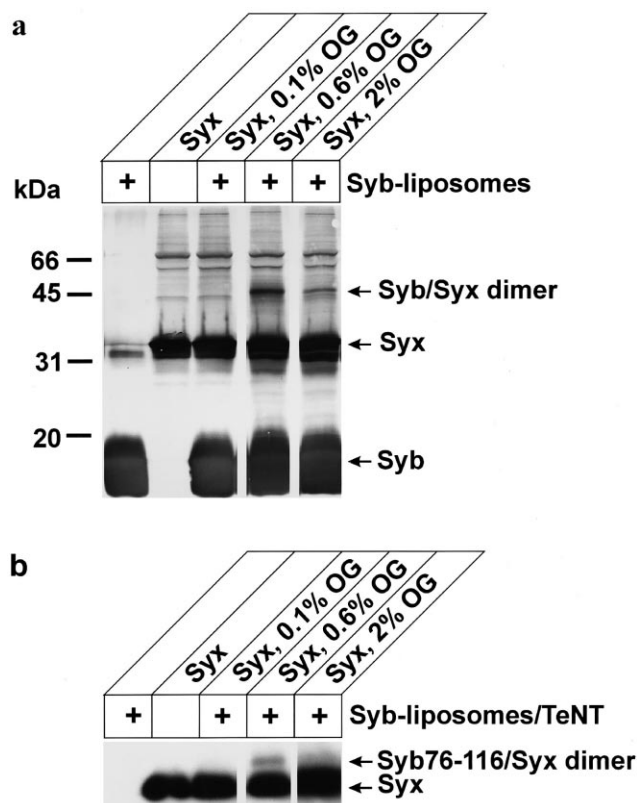 a
Syx
Syx, 0.1% OG
Syx, 0.6% OG
Syx, 2% OG
+ + + + Syb-liposomes
kDa
66
45
31
20
← Syb/Syx dimer
← Syx
← Syb
b
Syx
Syx, 0.1% OG
Syx, 0.6% OG
Syx, 2% OG
+ + + + Syb-liposomes/TeNT
← Syb76-116/Syx dimer
← Syx